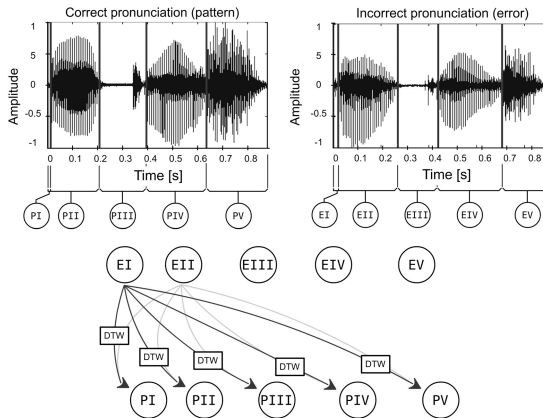 Correct pronunciation (pattern)
Incorrect pronunciation (error)
Amplitude
1
0.5
0
-0.5
-1
0 0.1 0.2 0.3 0.4 0.5 0.6 0.7 0.8
Time [s]
Amplitude
1
0.5
0
-0.5
-1
0 0.1 0.2 0.3 0.4 0.5 0.6 0.7 0.8
Time [s]
PI PII PIII PIV PV
EI EII EIII EIV EV
EI EII EIII EIV EV
DTW DTW DTW DTW DTW
PI PII PIII PIV PV